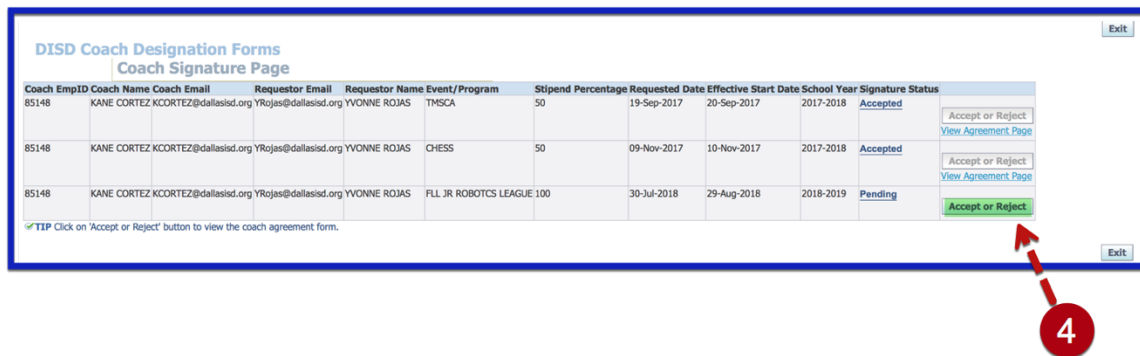 Exit
DISD Coach Designation Forms
Coach Signature Page
Coach EmpID Coach Name Coach Email Requestor Email Requestor Name Event/Program Stipend Percentage Requested Date Effective Start Date School Year Signature Status
85148 KANE CORTEZ KCORTEZ@dallasisd.org YRojas@dallasisd.org YVONNE ROJAS TMSCA 50 19-Sep-2017 20-Sep-2017 2017-2018 Accepted
Accept or Reject
View Agreement Page
85148 KANE CORTEZ KCORTEZ@dallasisd.org YRojas@dallasisd.org YVONNE ROJAS CHESS 50 09-Nov-2017 10-Nov-2017 2017-2018 Accepted
Accept or Reject
View Agreement Page
85148 KANE CORTEZ KCORTEZ@dallasisd.org YRojas@dallasisd.org YVONNE ROJAS FLL JR ROBOTCS LEAGUE 100 30-Jul-2018 29-Aug-2018 2018-2019 Pending
Accept or Reject
TIP Click on 'Accept or Reject' button to view the coach agreement form.
Exit
4